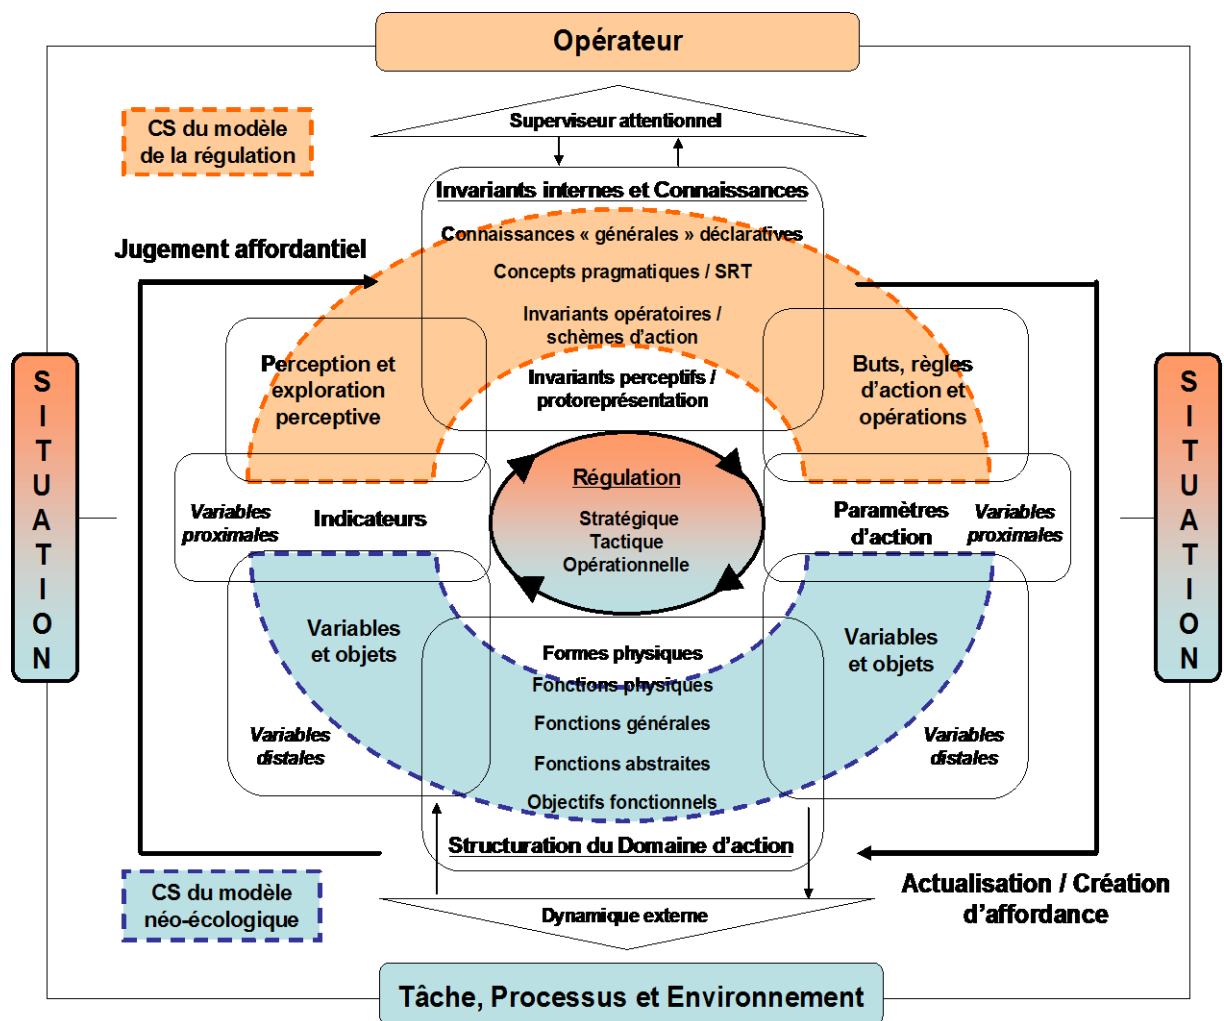 Opérateur
Superviseur attentionnel
CS du modèle
de la régulation
Invariants internes et Connaissances
Connaissances « générales » déclaratives
Jugement affordantiel
Concepts pragmatiques / SRT
Invariants opératoires /
schèmes d'action
Perception et
exploration
perceptive
Invariants perceptifs /
protoreprésentation
Buts, règles
d'action et
opérations
SITUATION
SITUATION
Variables
proximales
Indicateurs
Régulation
Stratégique
Tactique
Opérationnelle
Paramètres
d'action
Variables
proximales
Variables
et objets
Formes physiques
Fonctions physiques
Fonctions générales
Fonctions abstraites
Objectifs fonctionnels
Variables
et objets
Variables
distales
Variables
distales
Structuration du Domaine d'action
CS du modèle
néo-écologique
Actualisation / Création
d'affordance
Dynamique externe
Tâche, Processus et Environnement